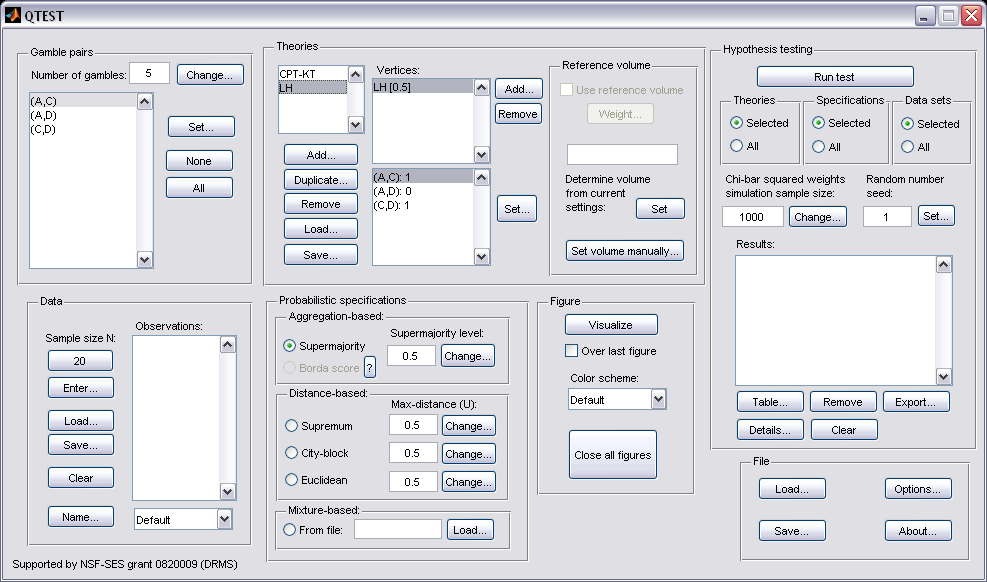 QTEST
Gamble pairs
Number of gambles: 5 Change...
(A,C)
(A,D)
(C,D)
Set...
None
All
Theories
CPT-KT
LH
Add...
Duplicate...
Remove
Load...
Save...
Vertices:
LH [0.5]
Add...
Remove
(A,C): 1
(A,D): 0
(C,D): 1
Set...
Reference volume
Use reference volume
Weight...
Determine volume
from current
settings:
Set
Set volume manually...
Hypothesis testing
Run test
Theories
Selected
All
Specifications
Selected
All
Data sets
Selected
All
Chi-bar squared weights
simulation sample size:
1000 Change...
Random number
seed:
1 Set...
Results:
Table... Remove Export...
Details... Clear
Data
Sample size N:
20
Enter...
Load...
Save...
Clear
Name...
Observations:
Default
Probabilistic specifications
Aggregation-based:
Supermajority
Borda score ?
Supermajority level:
0.5 Change...
Distance-based:
Max-distance (U):
Supremum 0.5 Change...
City-block 0.5 Change...
Euclidean 0.5 Change...
Mixture-based:
From file: Load...
Figure
Visualize
Over last figure
Color scheme:
Default
Close all figures
File
Load... Options...
Save... About...
Supported by NSF-SES grant 0820009 (DRMS)